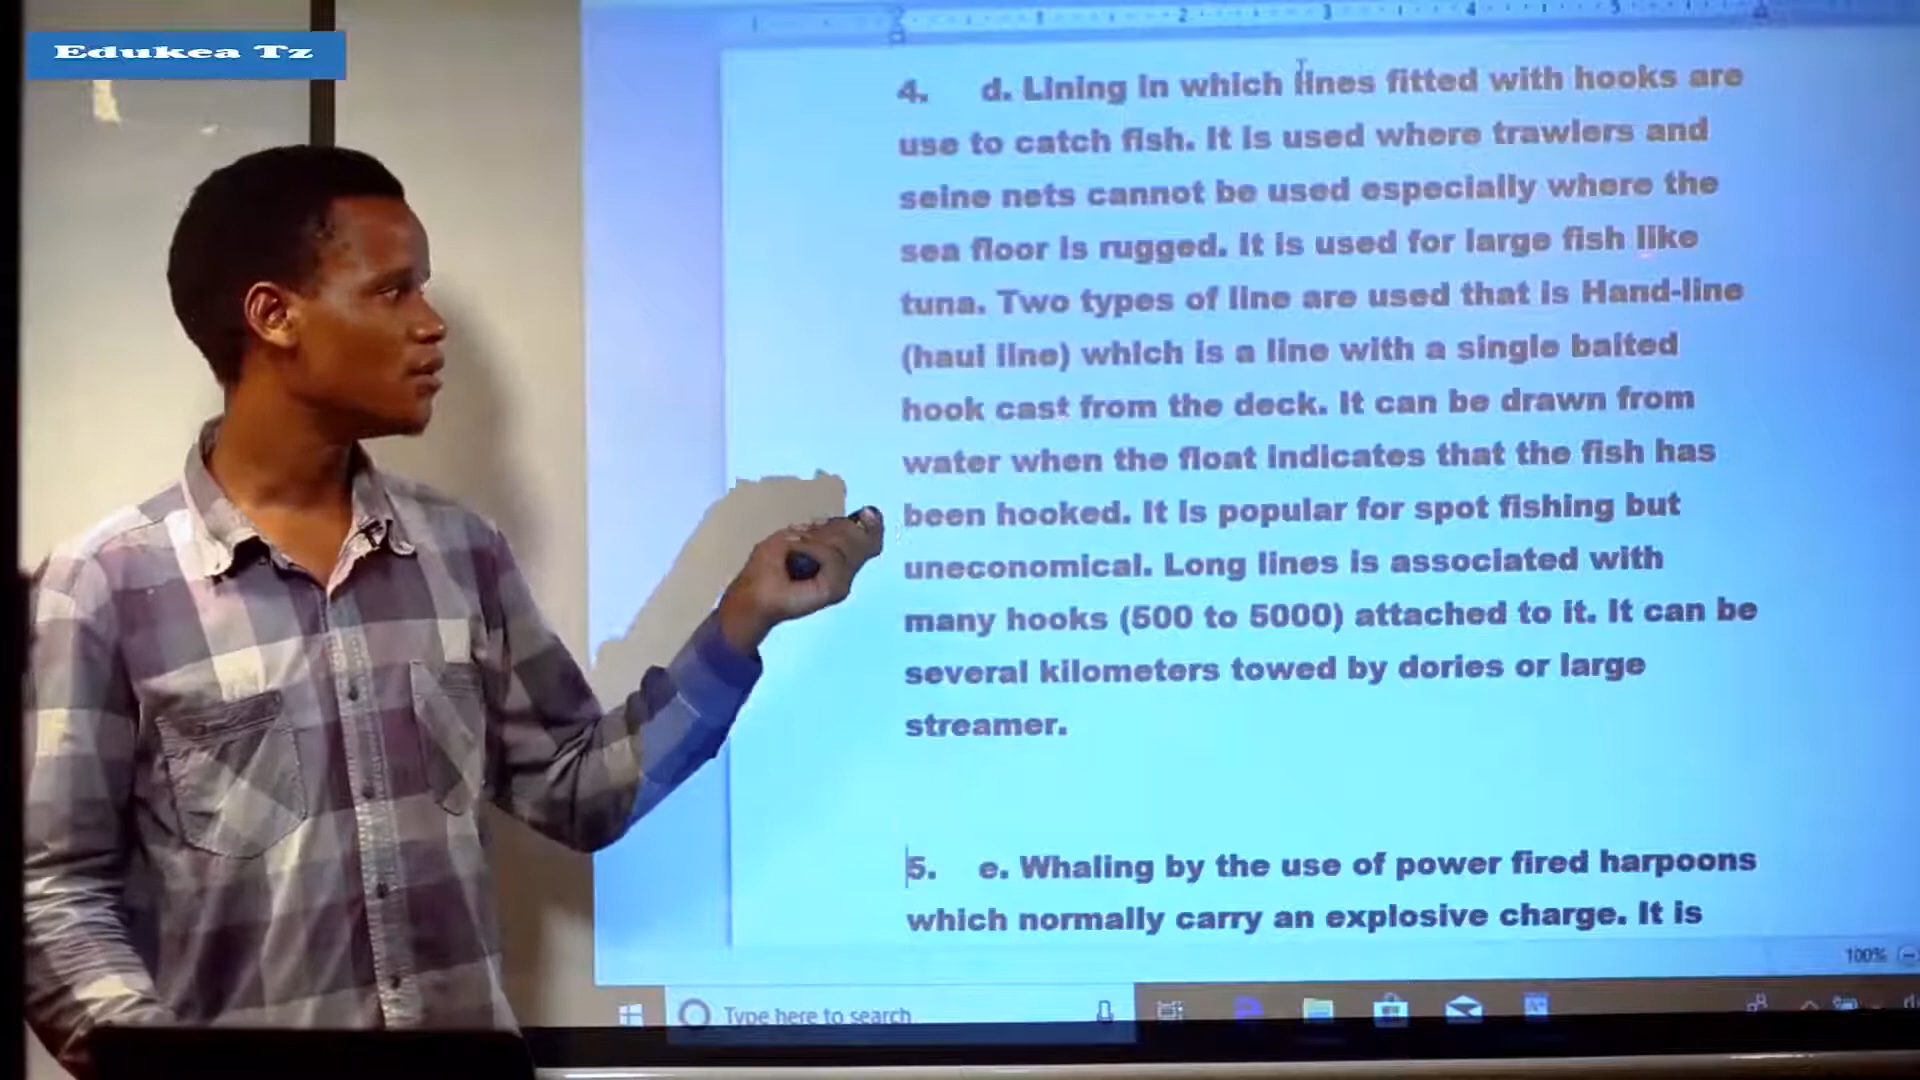 Edukea Tz
4. d. Lining in which lines fitted with hooks are
use to catch fish. It is used where trawlers and
seine nets cannot be used especially where the
sea floor is rugged. It is used for large fish like
tuna. Two types of line are used that is Hand-line
(haul line) which is a line with a single baited
hook cast from the deck. It can be drawn from
water when the float indicates that the fish has
been hooked. It is popular for spot fishing but
uneconomical. Long lines is associated with
many hooks (500 to 5000) attached to it. It can be
several kilometers towed by dories or large
streamer.
5. e. Whaling by the use of power fired harpoons
which normally carry an explosive charge. It is
100%
Type here to search